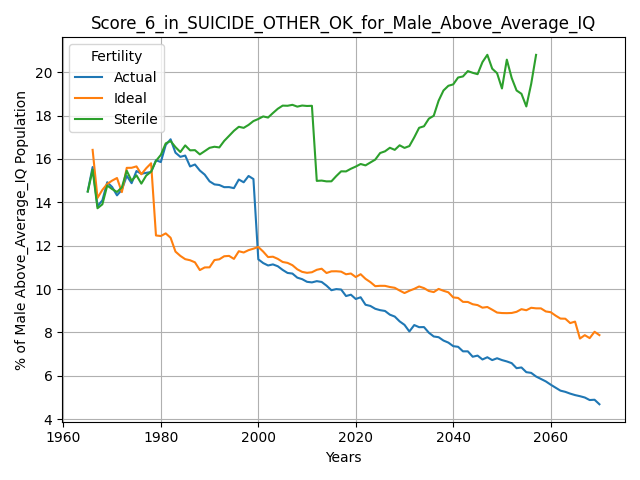 Score_6_in_SUICIDE_OTHER_OK_for_Male_Above_Average_IQ
Fertility
Actual
Ideal
Sterile
% of Male Above_Average_IQ Population
20
18
16
14
12
10
8
6
4
1960
1980
2000
2020
2040
2060
Years